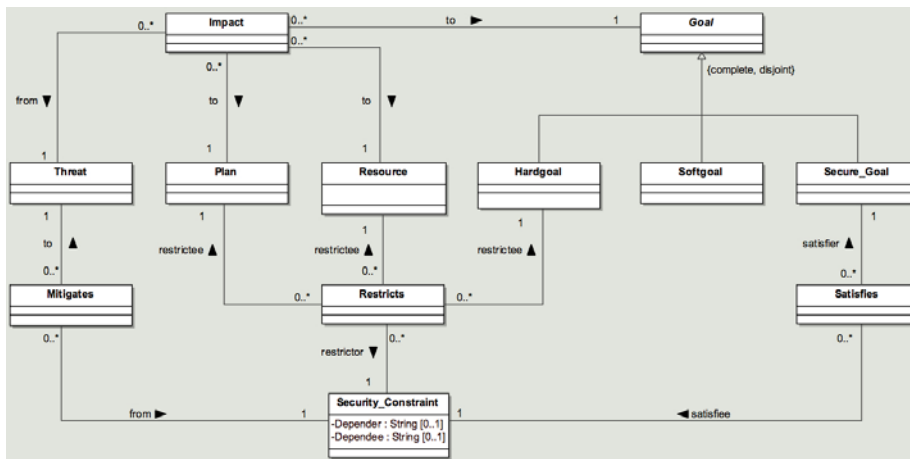 Impact
0..*
0..*
0..*
0..*
to ►
1
Goal
{complete, disjoint}
from ▼
to ▼
to ▼
1
1
1
Threat
Plan
Resource
Hardgoal
Softgoal
Secure_Goal
1
1
1
1
1
to ▲
restrictee ▲
restrictee ▲
restrictee ▲
satisfier ▲
0..*
0..*
0..*
0..*
0..*
Mitigates
Restricts
Satisfies
0..*
0..*
0..*
restrictor ▼
1
Security_Constraint
-Depender : String [0..1]
-Dependee : String [0..1]
from ►
1
1
◄ satisfiee